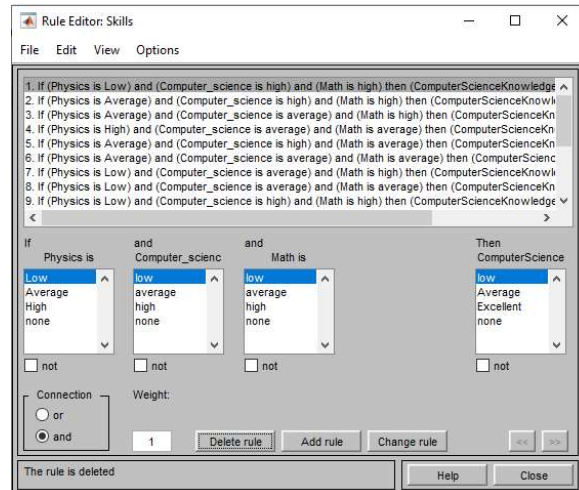 Rule Editor: Skills
File Edit View Options
1. If (Physics is Low) and (Computer_science is high) and (Math is high) then (ComputerScienceKnowledge
2. If (Physics is Average) and (Computer_science is high) and (Math is high) then (ComputerScienceKnowl
3. If (Physics is Average) and (Computer_science is average) and (Math is high) then (ComputerScienceKn
4. If (Physics is High) and (Computer_science is average) and (Math is average) then (ComputerScienceKn
5. If (Physics is Average) and (Computer_science is high) and (Math is average) then (ComputerScienceKn
6. If (Physics is Average) and (Computer_science is average) and (Math is average) then (ComputerScienc
7. If (Physics is Low) and (Computer_science is average) and (Math is high) then (ComputerScienceKnowl
8. If (Physics is Low) and (Computer_science is average) and (Math is average) then (ComputerScienceKn
9. If (Physics is Low) and (Computer_science is high) and (Math is high) then (ComputerScienceKnowledge
If and and Then
Physics is Computer_scienc Math is ComputerScience
Low low low low
Average average average Average
High high high Excellent
none none none none
not not not not
Connection Weight:
or
and 1 Delete rule Add rule Change rule << >>
The rule is deleted Help Close